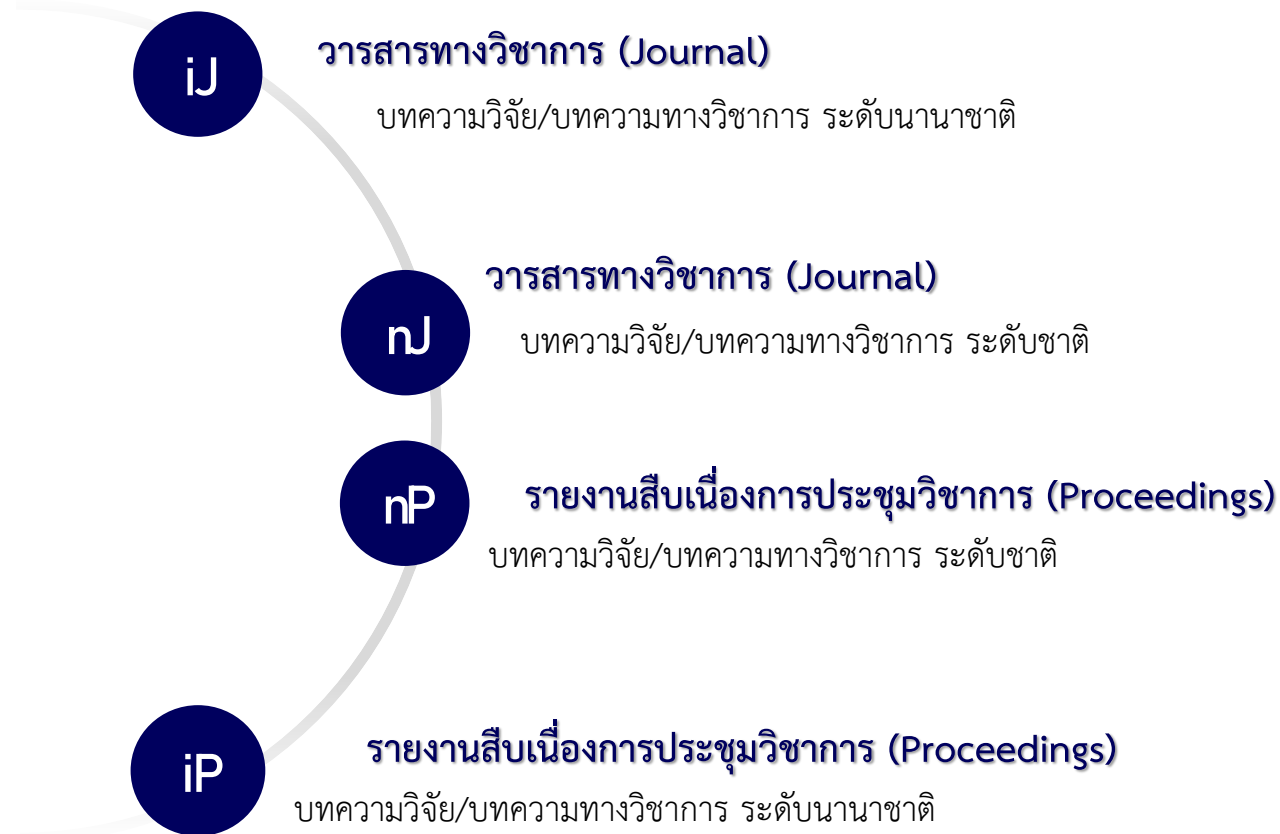 iJ
วารสารทางวิชาการ (Journal)
บทความวิจัย/บทความทางวิชาการ ระดับนานาชาติ
nJ
วารสารทางวิชาการ (Journal)
บทความวิจัย/บทความทางวิชาการ ระดับชาติ
nP
รายงานสืบเนื่องการประชุมวิชาการ (Proceedings)
บทความวิจัย/บทความทางวิชาการ ระดับชาติ
iP
รายงานสืบเนื่องการประชุมวิชาการ (Proceedings)
บทความวิจัย/บทความทางวิชาการ ระดับนานาชาติ